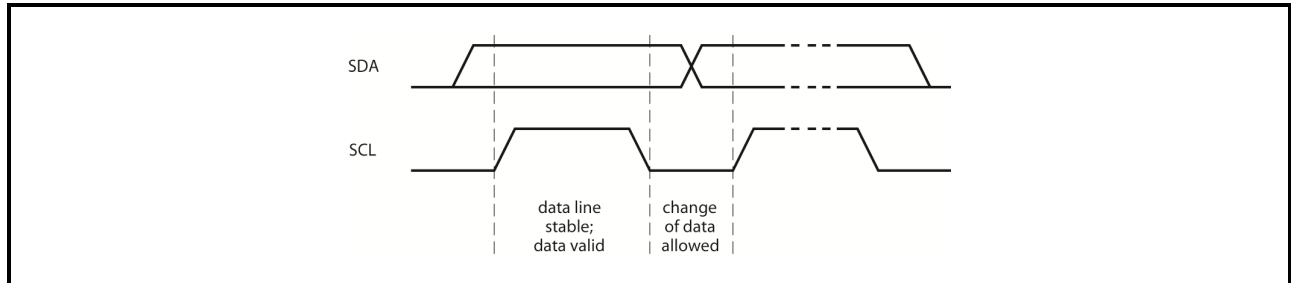 SDA
SCL
data line
stable;
data valid
change
of data
allowed